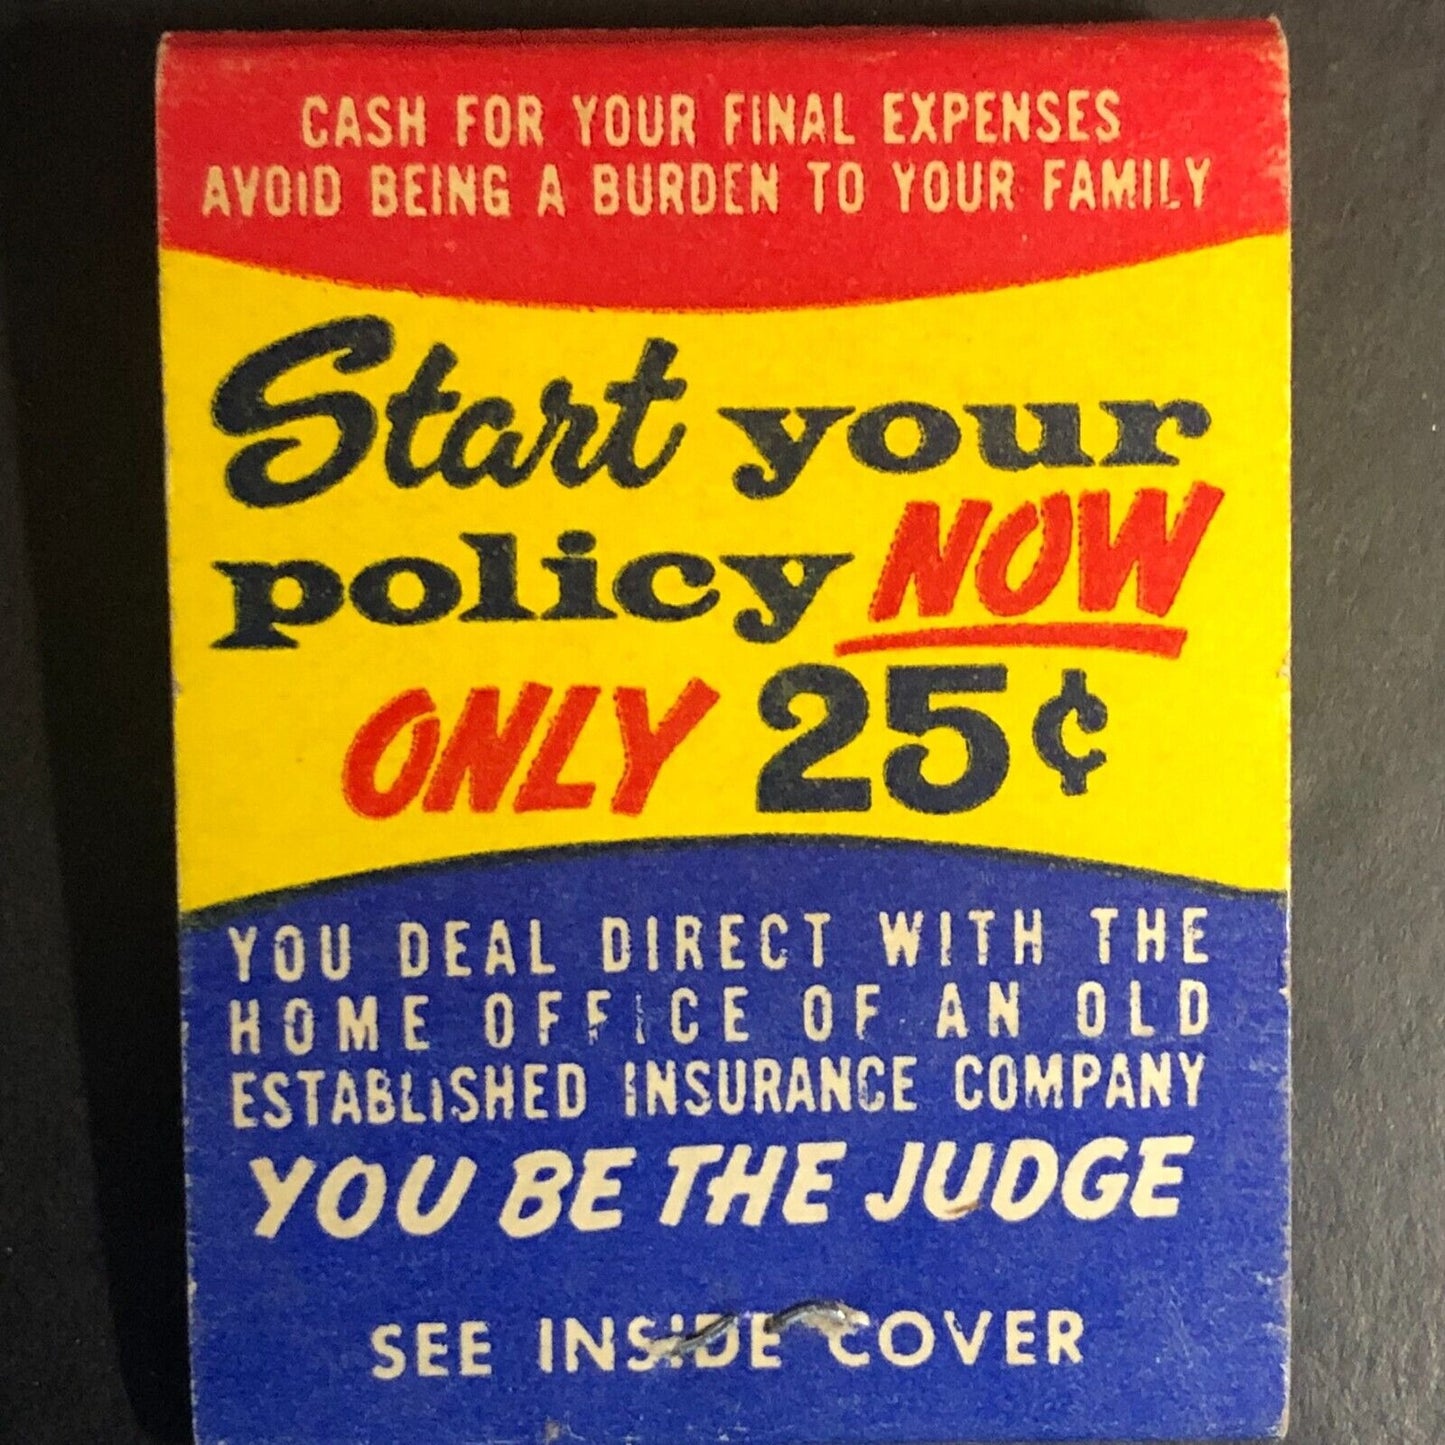 CASH FOR YOUR FINAL EXPENSES
AVOID BEING A BURDEN TO YOUR FAMILY
Start your
policy NOW
ONLY 25¢
YOU DEAL DIRECT WITH THE
HOME OFFICE OF AN OLD
ESTABLISHED INSURANCE COMPANY
YOU BE THE JUDGE
SEE INSIDE COVER